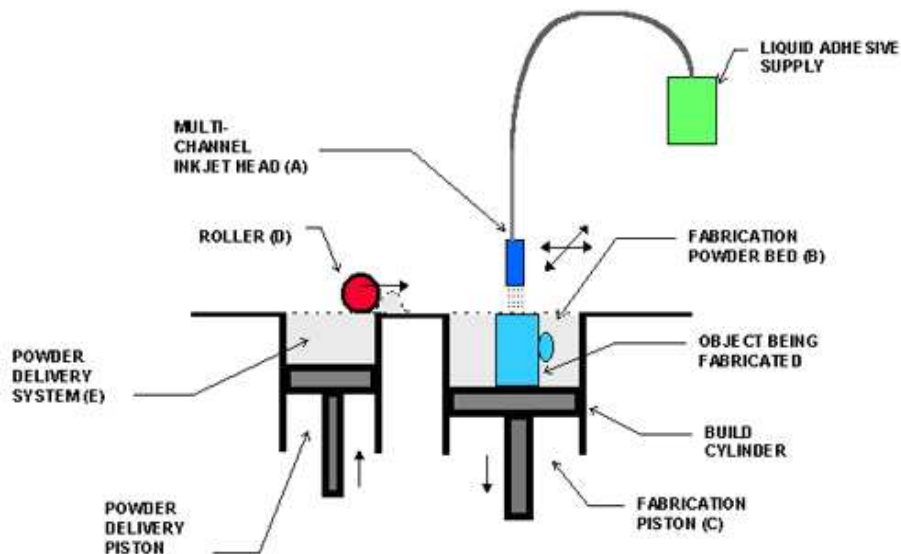 LIQUID ADHESIVE
SUPPLY
MULTI-
CHANNEL
INKJET HEAD (A)
ROLLER (D)
FABRICATION
POWDER BED (B)
POWDER
DELIVERY
SYSTEM (E)
OBJECT BEING
FABRICATED
BUILD
CYLINDER
POWDER
DELIVERY
PISTON
FABRICATION
PISTON (C)